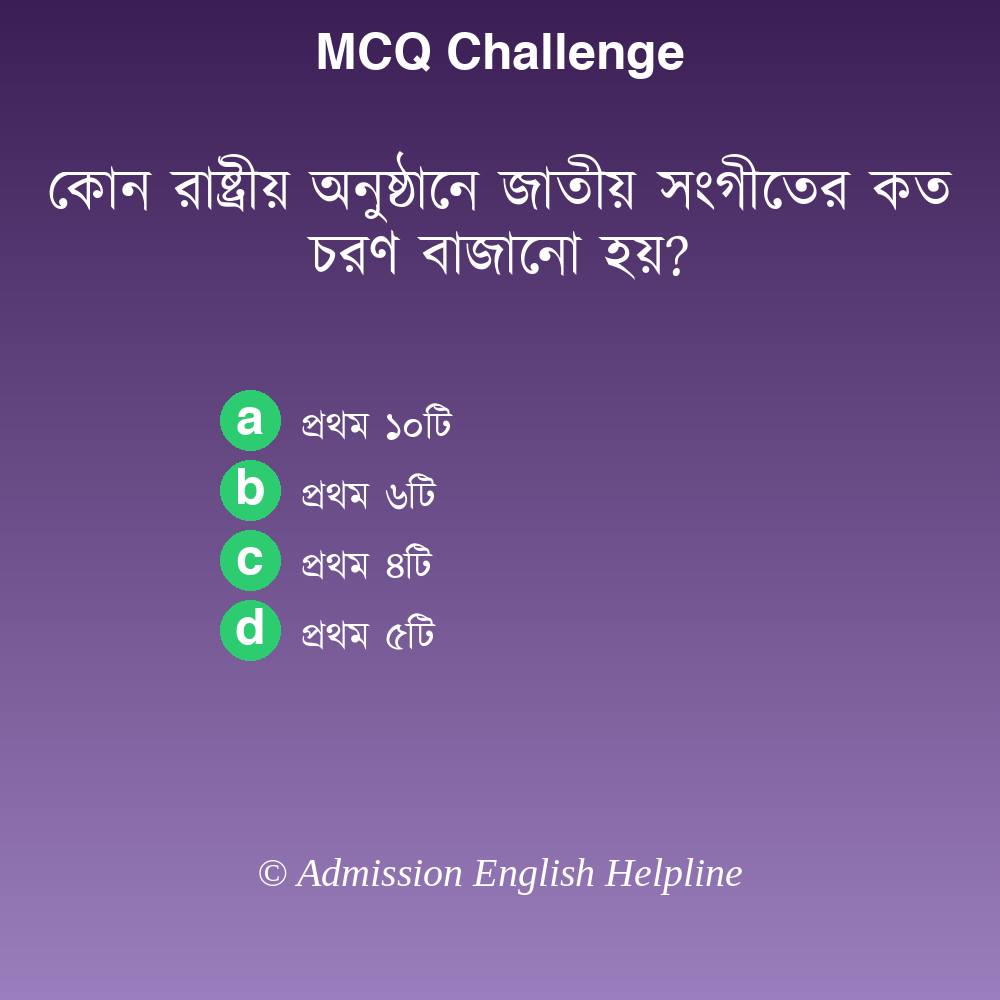 MCQ Challenge
কোন রাষ্ট্রীয় অনুষ্ঠানে জাতীয় সংগীতের কত
চরণ বাজানো হয়?
a প্রথম ১০টি
b প্রথম ৬টি
c প্রথম ৪টি
d প্রথম ৫টি
© Admission English Helpline